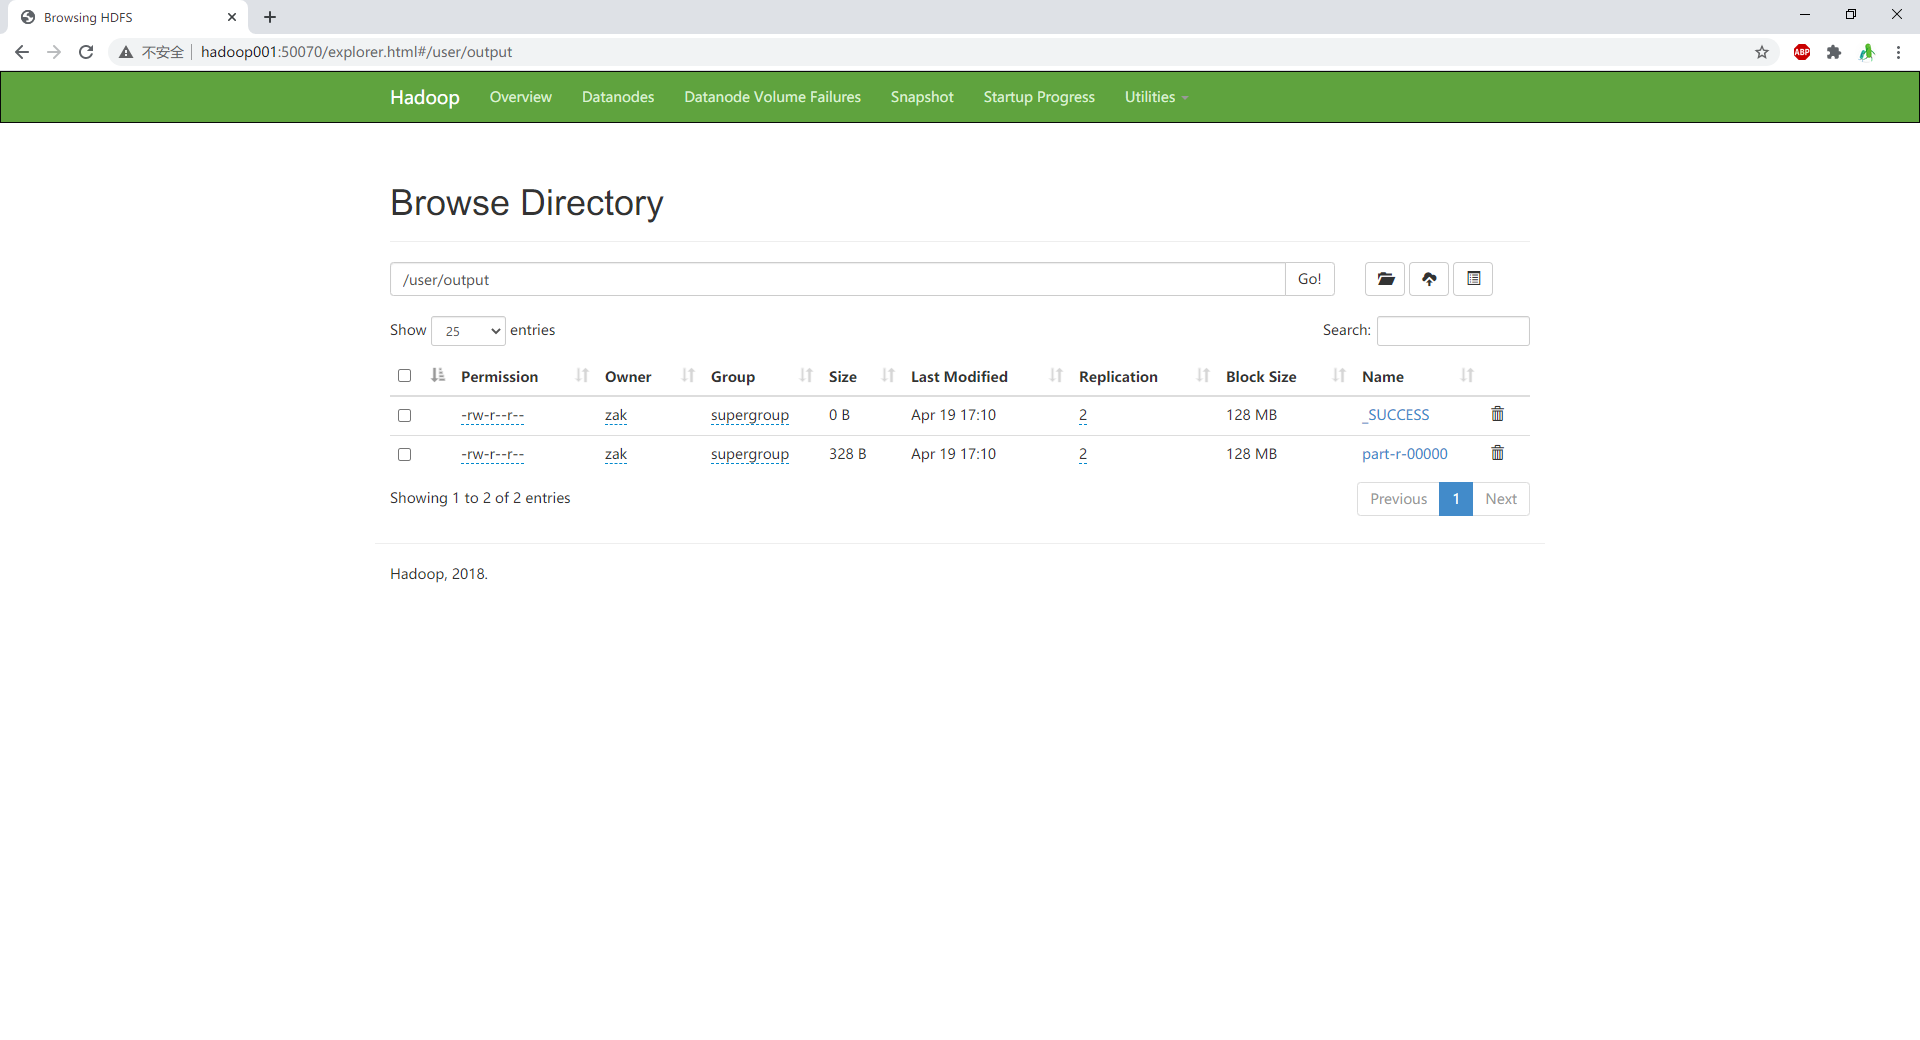 Browsing HDFS
不安全 hadoop001:50070/explorer.html#/user/output
ABP
Hadoop Overview Datanodes Datanode Volume Failures Snapshot Startup Progress Utilities
Browse Directory
/user/output Go!
Show 25 entries Search:
Permission Owner Group Size Last Modified Replication Block Size Name
-rw-r--r-- zak supergroup 0 B Apr 19 17:10 2 128 MB _SUCCESS
-rw-r--r-- zak supergroup 328 B Apr 19 17:10 2 128 MB part-r-00000
Showing 1 to 2 of 2 entries Previous 1 Next
Hadoop, 2018.